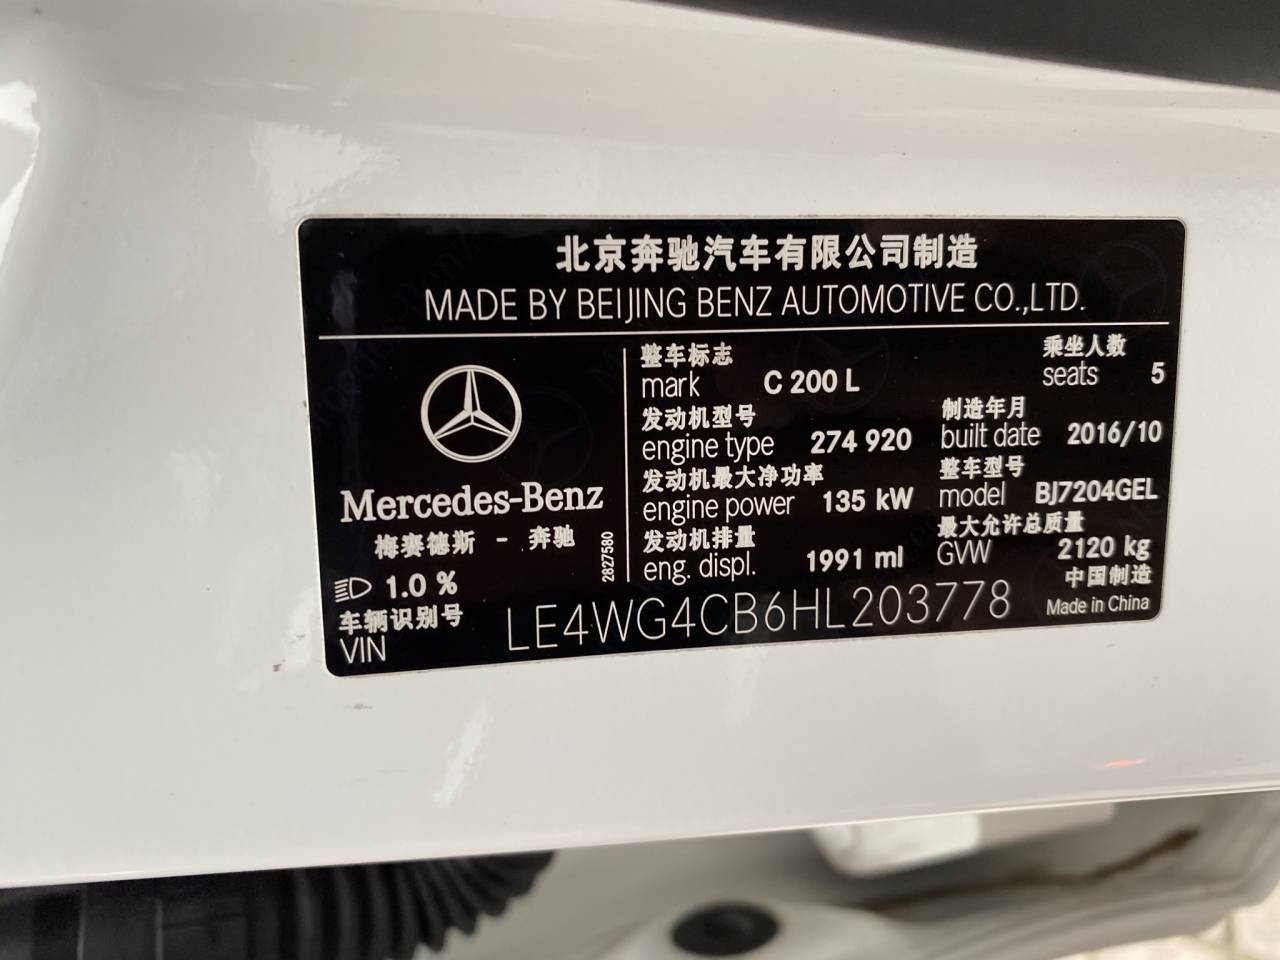 北京奔驰汽车有限公司制造
MADE BY BEIJING BENZ AUTOMOTIVE CO.,LTD.
Mercedes-Benz
梅赛德斯 - 奔驰
1.0 %
2827580
整车标志
mark C 200 L
乘坐人数
seats 5
发动机型号
engine type 274 920
制造年月
built date 2016/10
发动机最大净功率
engine power 135 kW
整车型号
model BJ7204GEL
发动机排量
eng. displ. 1991 ml
最大允许总质量
GVW 2120 kg
中国制造
Made in China
车辆识别号
VIN LE4WG4CB6HL203778